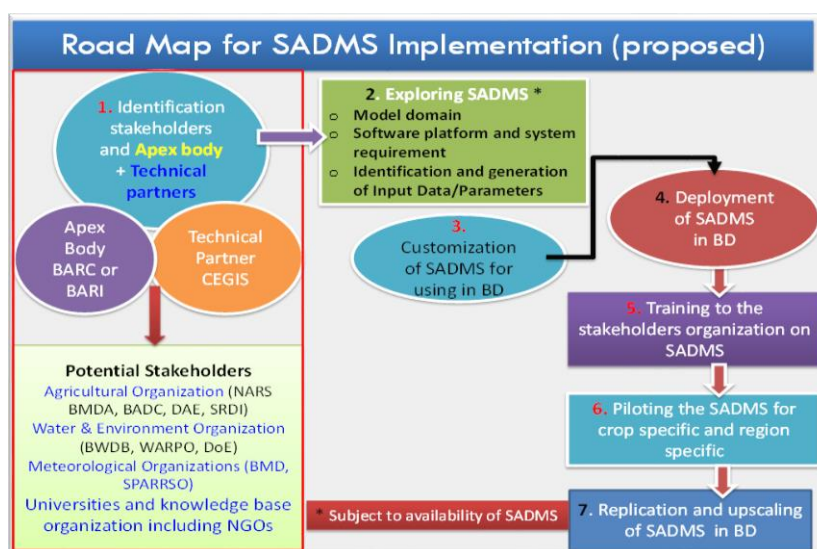 Road Map for SADMS Implementation (proposed)
1. Identification
stakeholders
and Apex body
+ Technical
partners
Apex
Body
BARC or
BARI
Technical
Partner
CEGIS
Potential Stakeholders
Agricultural Organization (NARS
BMDA, BADC, DAE, SRDI)
Water & Environment Organization
(BWDB, WARPO, DoE)
Meteorological Organizations (BMD,
SPARRSO)
Universities and knowledge base
organization including NGOs
2. Exploring SADMS *
o Model domain
o Software platform and system
requirement
o Identification and generation
of Input Data/Parameters
3.
Customization
of SADMS for
using in BD
4. Deployment
of SADMS
in BD
5. Training to the
stakeholders organization on
SADMS
6. Piloting the SADMS for
crop specific and region
specific
7. Replication and upscaling
of SADMS in BD
* Subject to availability of SADMS